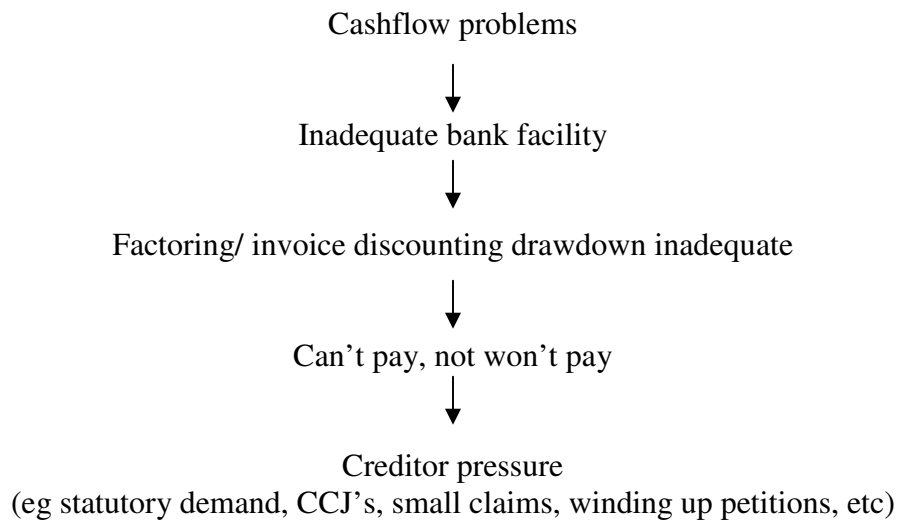 Cashflow problems
Inadequate bank facility
Factoring/ invoice discounting drawdown inadequate
Can’t pay, not won’t pay
Creditor pressure
(eg statutory demand, CCJ’s, small claims, winding up petitions, etc)